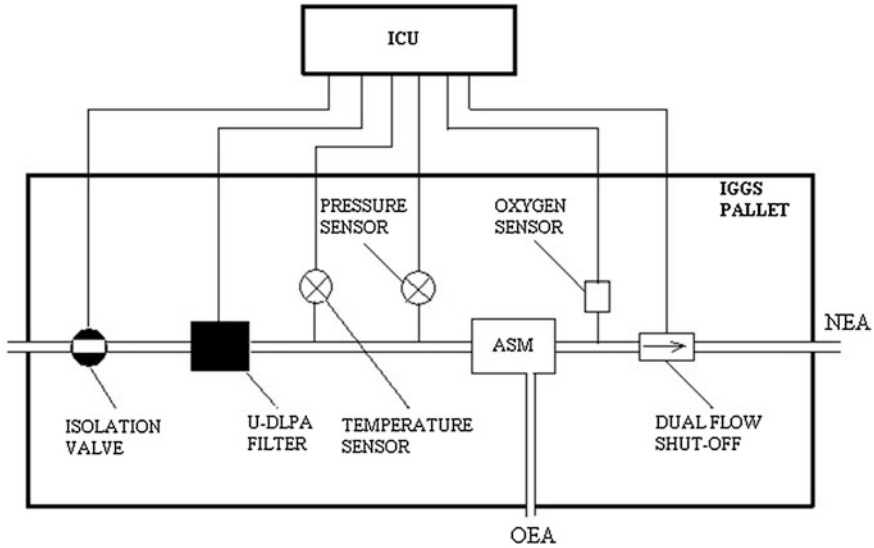 ICU
IGGS
PALLET
PRESSURE
SENSOR
OXYGEN
SENSOR
NEA
ASM
ISOLATION
VALVE
U-DLPA
FILTER
TEMPERATURE
SENSOR
DUAL FLOW
SHUT-OFF
OEA